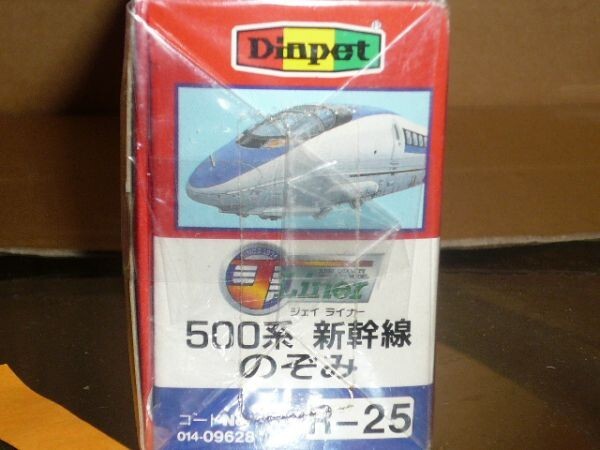 Dinpet®
J Liner
ジェイ ライナー
500系 新幹線
のぞみ
コードNo
R-25
014-09628